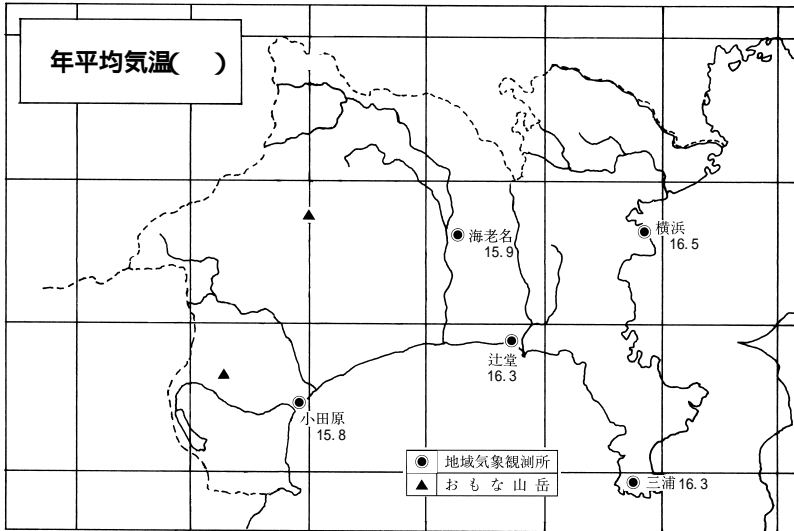 年平均気温(　)
海老名
15.9
横浜
16.5
辻堂
16.3
小田原
15.8
地域気象観測所
おもな山岳
三浦 16.3